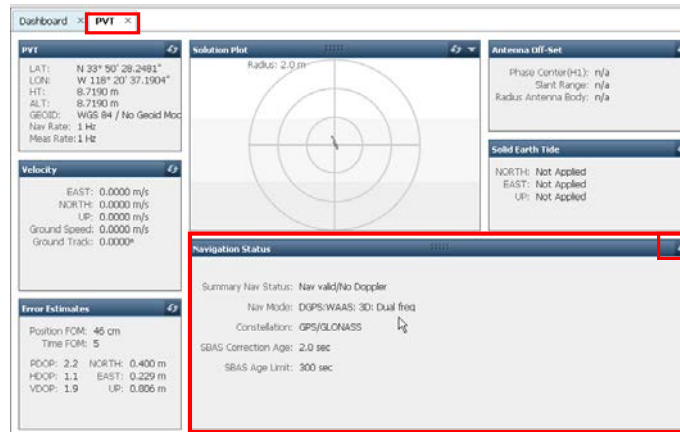 Dashboard × PVT ×
PVT
LAT: N 33° 50' 28.2481"
LON: W 118° 20' 37.1904"
HT: 8.7190 m
ALT: 8.7190 m
GEOID: WGS 84 / No Geoid Moc
Nav Rate: 1 Hz
Meas Rate: 1 Hz
Velocity
EAST: 0.0000 m/s
NORTH: 0.0000 m/s
UP: 0.0000 m/s
Ground Speed: 0.0000 m/s
Ground Track: 0.0000°
Error Estimates
Position FOM: 46 cm
Time FOM: 5
PDOP: 2.2 NORTH: 0.400 m
HDOP: 1.1 EAST: 0.229 m
VDOP: 1.9 UP: 0.806 m
Solution Plot
Radius: 2.0 m
Antenna Off-Set
Phase Center(H1): n/a
Slant Range: n/a
Radius Antenna Body: n/a
Solid Earth Tide
NORTH: Not Applied
EAST: Not Applied
UP: Not Applied
Navigation Status
Summary Nav Status: Nav valid/No Doppler
Nav Mode: DGPS:WAAS: 3D: Dual freq
Constellation: GPS/GLONASS
SBAS Correction Age: 2.0 sec
SBAS Age Limit: 300 sec